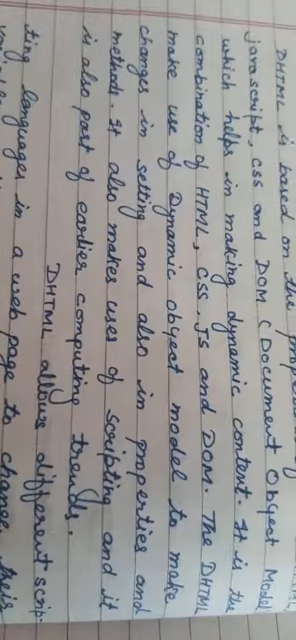 DHTML is based on the
javascript, css and DOM (Document Obgect Model
which helps in making dynamic content. It is the
combination of HTML, CSS, JS and DOM. The DHTML
make use of Dynamic obgect model to make
changes in setting and also in properties and
methods. It also makes uses of scripting and it
is also part of earlier computing trends.
DHTML allows different scrip-
ting languages in a web page to change their